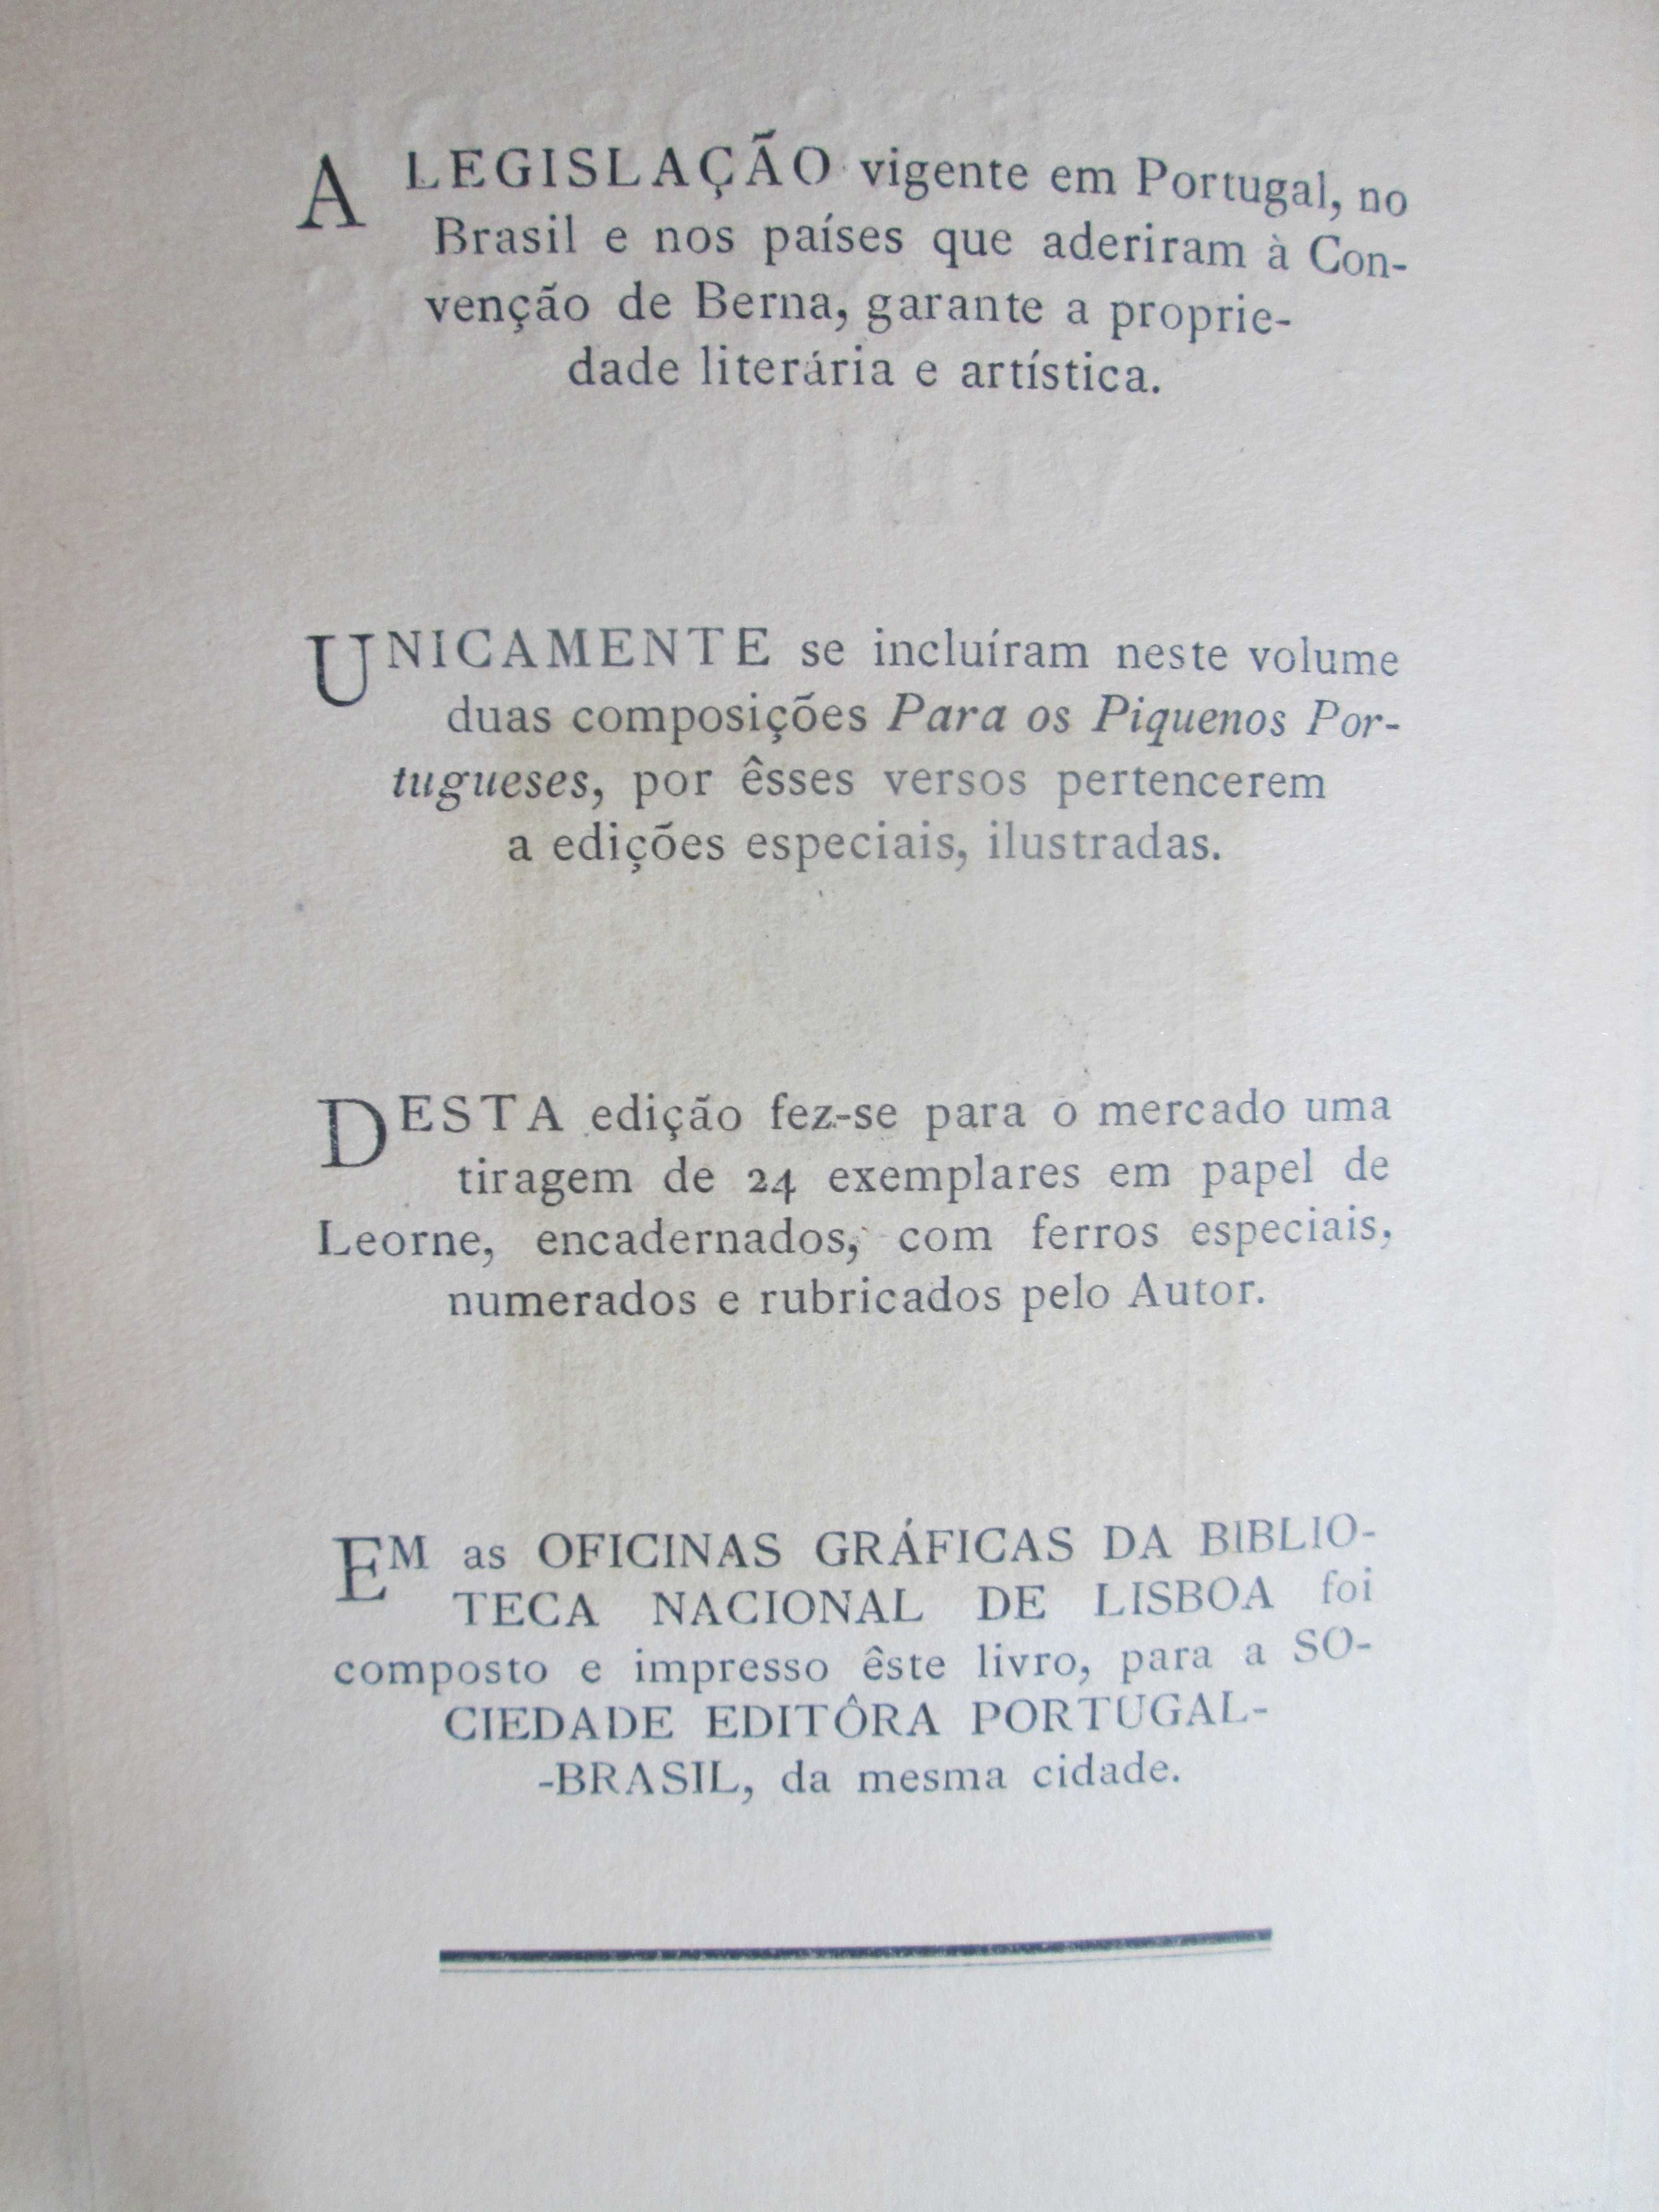 A LEGISLAÇÃO vigente em Portugal, no
Brasil e nos países que aderiram à Con-
venção de Berna, garante a proprie-
dade literária e artística.
UNICAMENTE se incluíram neste volume
duas composições Para os Piquenos Por-
tugueses, por êsses versos pertencerem
a edições especiais, ilustradas.
DESTA edição fez-se para o mercado uma
tiragem de 24 exemplares em papel de
Leorne, encadernados, com ferros especiais,
numerados e rubricados pelo Autor.
EM as OFICINAS GRÁFICAS DA BIBLIO-
TECA NACIONAL DE LISBOA foi
composto e impresso êste livro, para a SO-
CIEDADE EDITÔRA PORTUGAL-
-BRASIL, da mesma cidade.